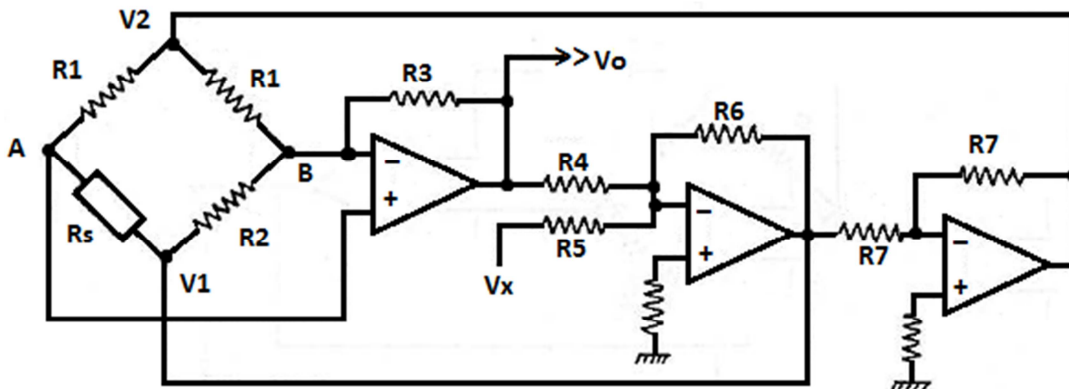 V2
Vo
R1
R1
R3
R6
R7
A
B
R4
Rs
R2
R5
R7
V1
Vx
−
+
−
+
−
+